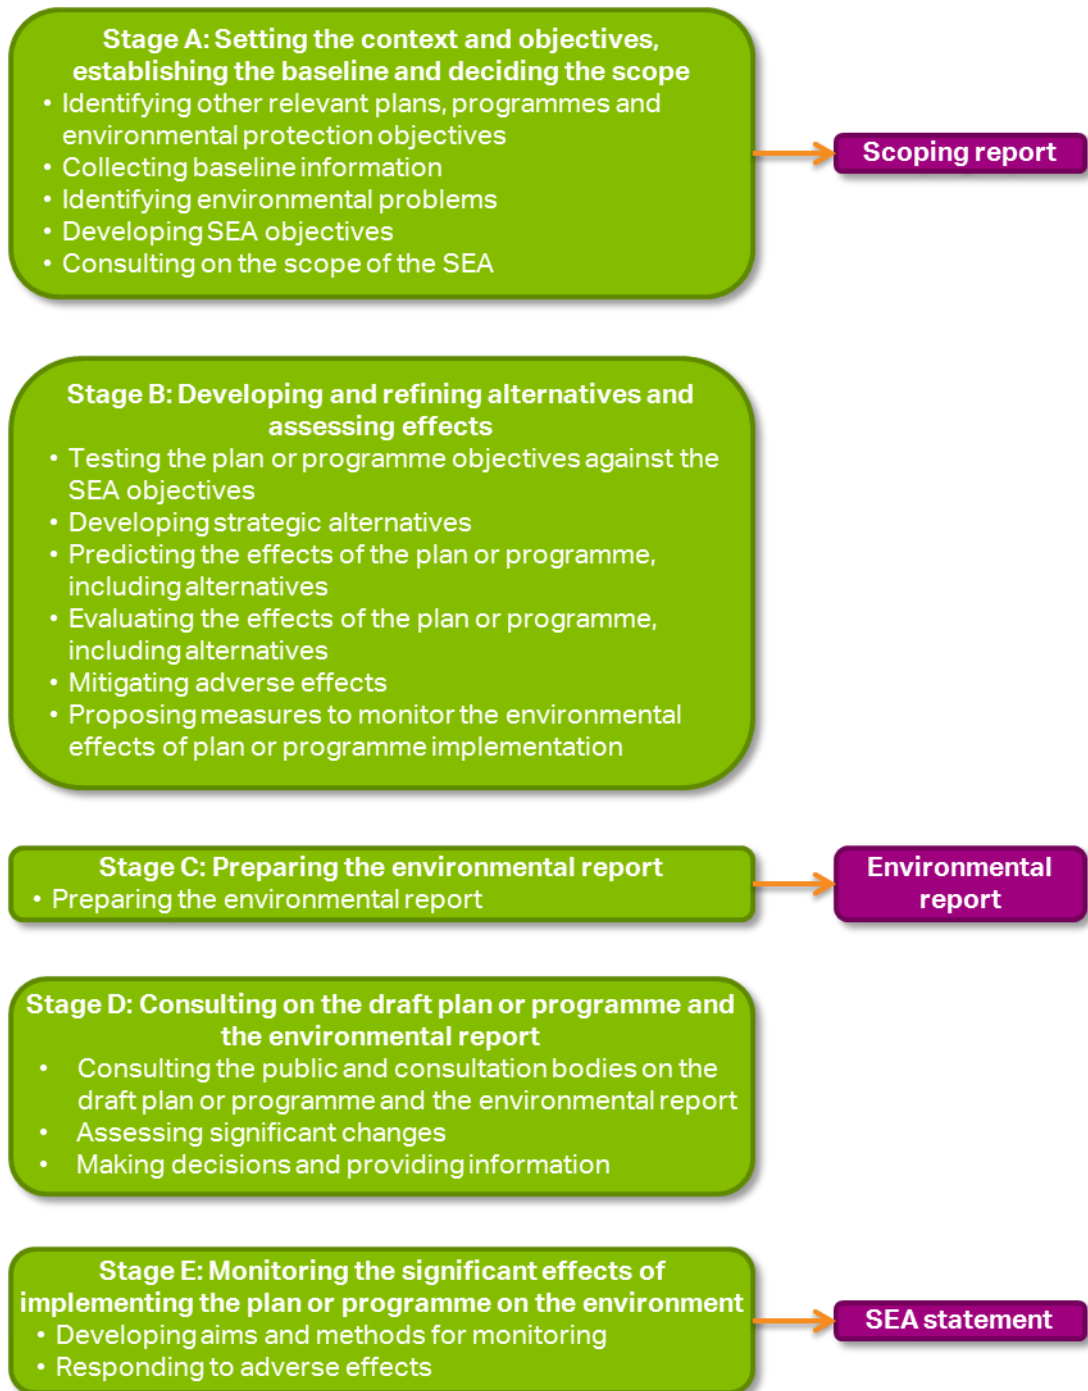 Stage A: Setting the context and objectives,
establishing the baseline and deciding the scope
• Identifying other relevant plans, programmes and
environmental protection objectives
• Collecting baseline information
• Identifying environmental problems
• Developing SEA objectives
• Consulting on the scope of the SEA
Scoping report
Stage B: Developing and refining alternatives and
assessing effects
• Testing the plan or programme objectives against the
SEA objectives
• Developing strategic alternatives
• Predicting the effects of the plan or programme,
including alternatives
• Evaluating the effects of the plan or programme,
including alternatives
• Mitigating adverse effects
• Proposing measures to monitor the environmental
effects of plan or programme implementation
Stage C: Preparing the environmental report
• Preparing the environmental report
Environmental
report
Stage D: Consulting on the draft plan or programme and
the environmental report
• Consulting the public and consultation bodies on the
draft plan or programme and the environmental report
• Assessing significant changes
• Making decisions and providing information
Stage E: Monitoring the significant effects of
implementing the plan or programme on the environment
• Developing aims and methods for monitoring
• Responding to adverse effects
SEA statement